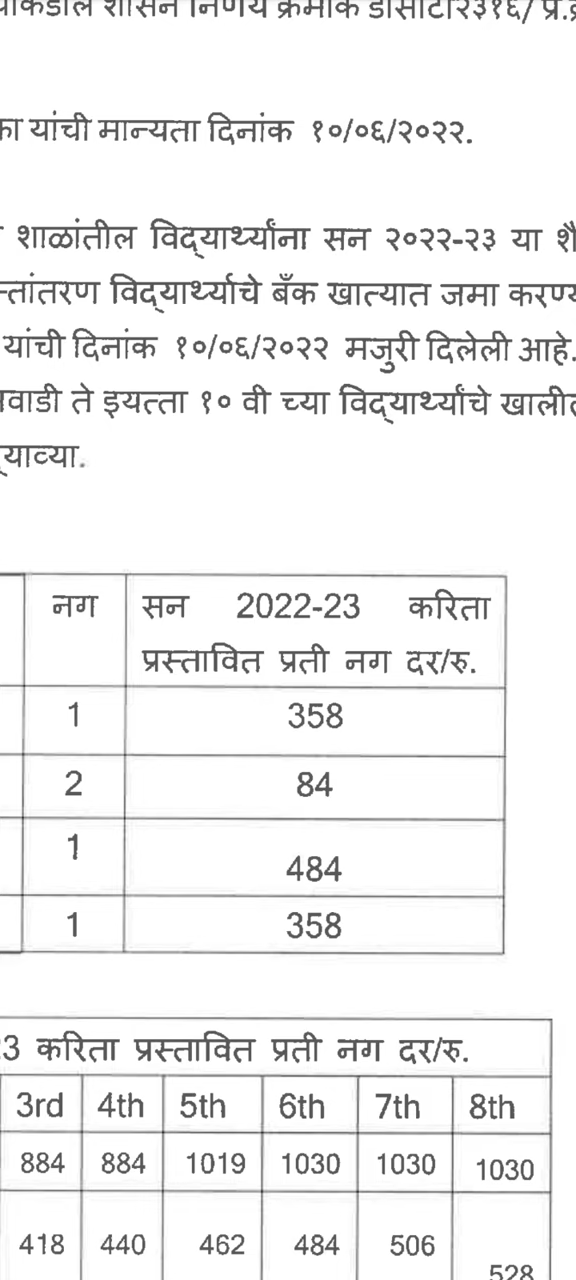 शासन निर्णय क्रमांक
यांची मान्यता दिनांक १०/०६/२०२२.
शाळांतील विद्यार्थ्यांना सन २०२२-२३ या
विद्यार्थ्याचे बँक खात्यात जमा
यांची दिनांक १०/०६/२०२२ मजुरी दिलेली आहे.
ते इयत्ता १० वी च्या विद्यार्थ्यांचे
नग सन 2022-23 करिता
प्रस्तावित प्रती नग दर/रु.
1 358
2 84
1 484
1 358
करिता प्रस्तावित प्रती नग दर/रु.
3rd 4th 5th 6th 7th 8th
884 884 1019 1030 1030 1030
418 440 462 484 506 528